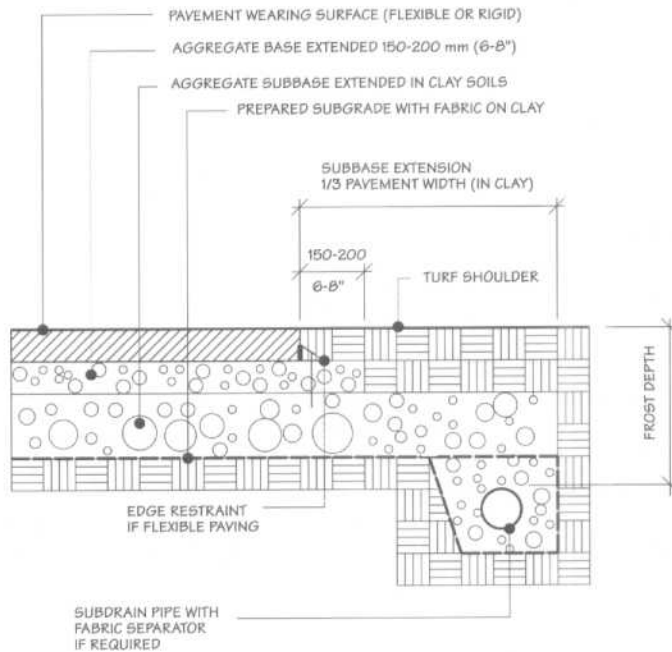 PAVEMENT WEARING SURFACE (FLEXIBLE OR RIGID)
AGGREGATE BASE EXTENDED 150-200 mm (6-8")
AGGREGATE SUBBASE EXTENDED IN CLAY SOILS
PREPARED SUBGRADE WITH FABRIC ON CLAY
SUBBASE EXTENSION
1/3 PAVEMENT WIDTH (IN CLAY)
150-200
6-8"
TURF SHOULDER
FROST DEPTH
EDGE RESTRAINT
IF FLEXIBLE PAVING
SUBDRAIN PIPE WITH
FABRIC SEPARATOR
IF REQUIRED